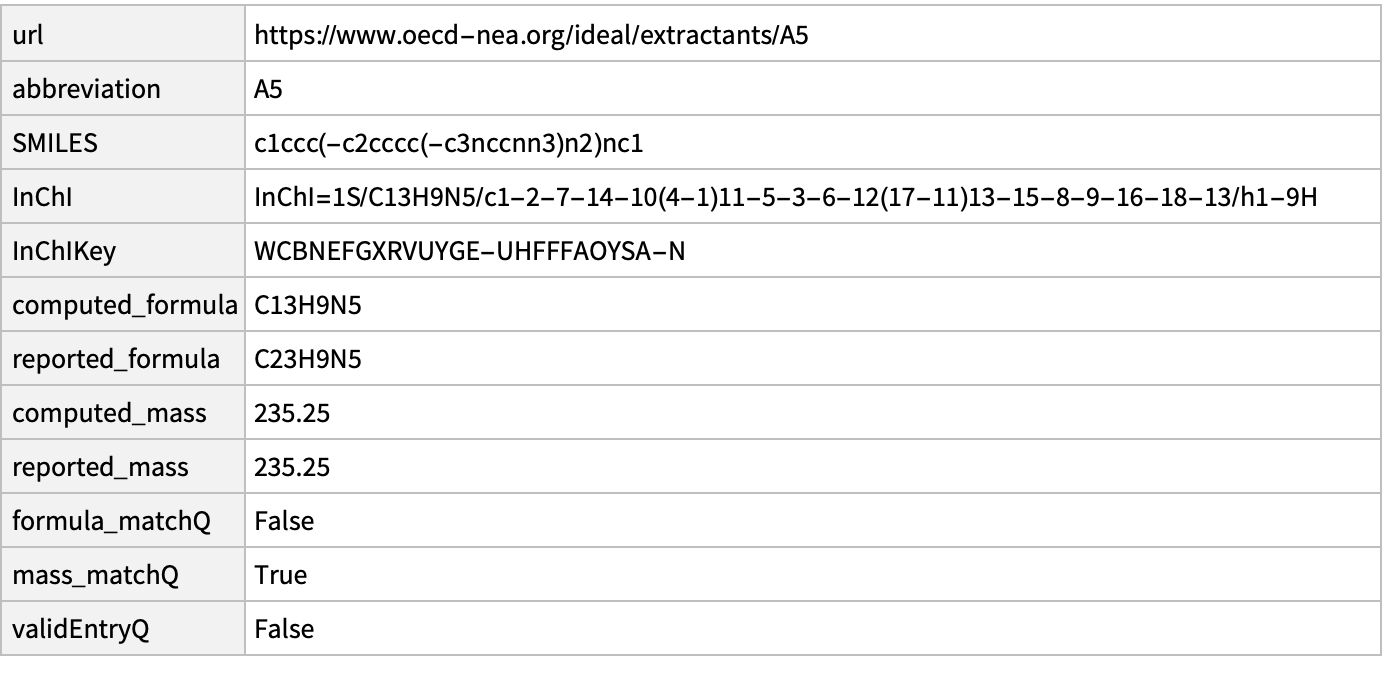 url https://www.oecd-nea.org/ideal/extractants/A5
abbreviation A5
SMILES c1ccc(-c2cccc(-c3nccnn3)n2)nc1
InChI InChI=1S/C13H9N5/c1-2-7-14-10(4-1)11-5-3-6-12(17-11)13-15-8-9-16-18-13/h1-9H
InChIKey WCBNEFGXRVUYGE-UHFFFAOYSA-N
computed_formula C13H9N5
reported_formula C23H9N5
computed_mass 235.25
reported_mass 235.25
formula_matchQ False
mass_matchQ True
validEntryQ False